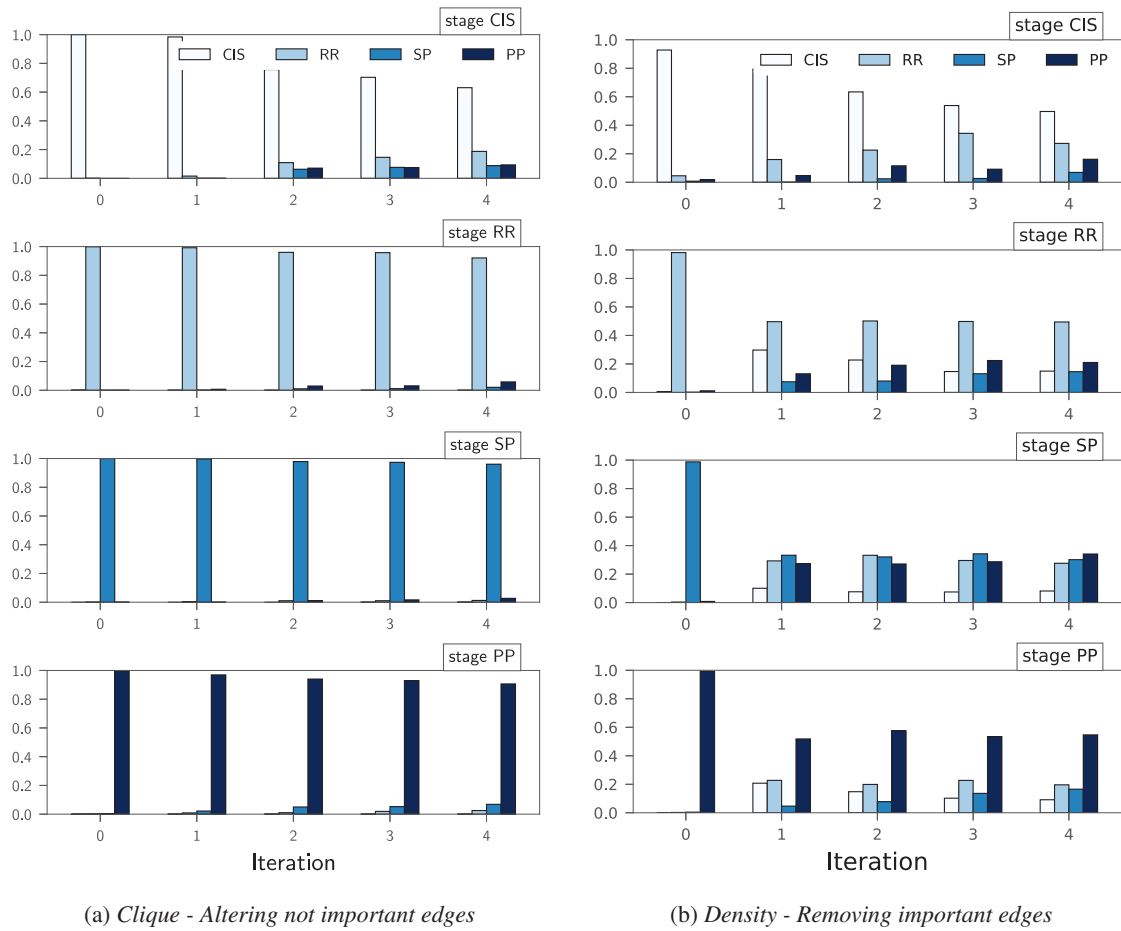 stage CIS
1.0
0.8
0.6
0.4
0.2
0.0
CIS RR SP PP
0 1 2 3 4
stage RR
1.0
0.8
0.6
0.4
0.2
0.0
0 1 2 3 4
stage SP
1.0
0.8
0.6
0.4
0.2
0.0
0 1 2 3 4
stage PP
1.0
0.8
0.6
0.4
0.2
0.0
0 1 2 3 4
Iteration
(a) Clique - Altering not important edges
stage CIS
1.0
0.8
0.6
0.4
0.2
0.0
CIS RR SP PP
0 1 2 3 4
stage RR
1.0
0.8
0.6
0.4
0.2
0.0
0 1 2 3 4
stage SP
1.0
0.8
0.6
0.4
0.2
0.0
0 1 2 3 4
stage PP
1.0
0.8
0.6
0.4
0.2
0.0
0 1 2 3 4
Iteration
(b) Density - Removing important edges